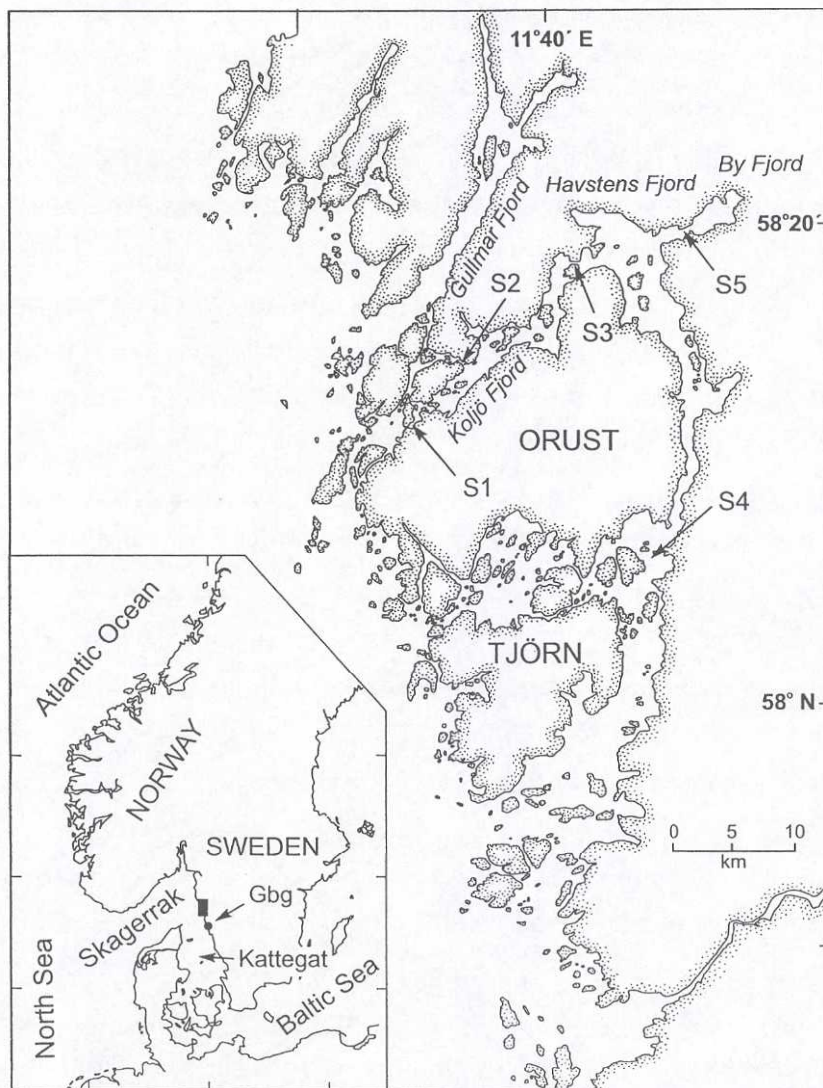 11°40´ E
By Fjord
Havstens Fjord
58°20´
Gullmar Fjord
S2
S5
S3
Koljö Fjord
ORUST
S1
S4
TJÖRN
58° N
0 5 10
km
Atlantic Ocean
NORWAY
SWEDEN
Gbg
Skagerrak
Kattegat
North Sea
Baltic Sea